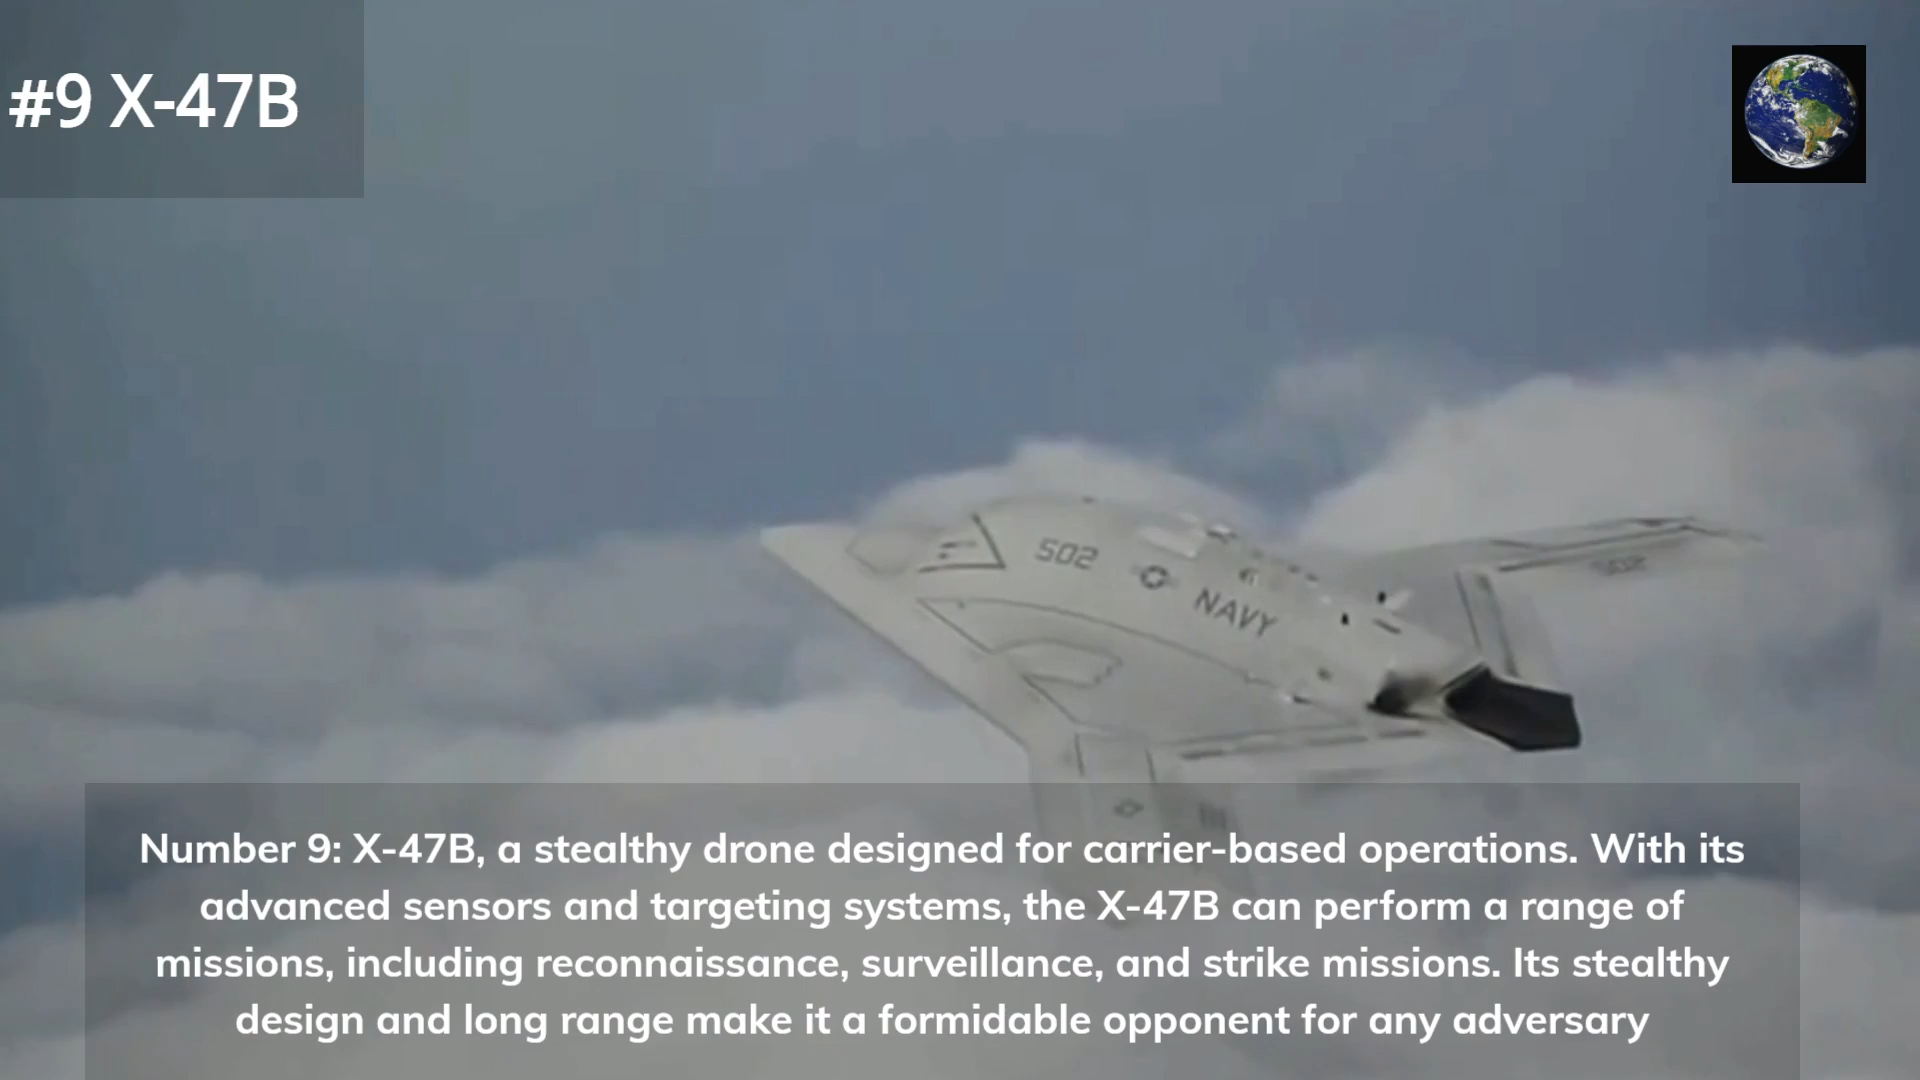 #9 X-47B
502
NAVY
502
Number 9: X-47B, a stealthy drone designed for carrier-based operations. With its
advanced sensors and targeting systems, the X-47B can perform a range of
missions, including reconnaissance, surveillance, and strike missions. Its stealthy
design and long range make it a formidable opponent for any adversary